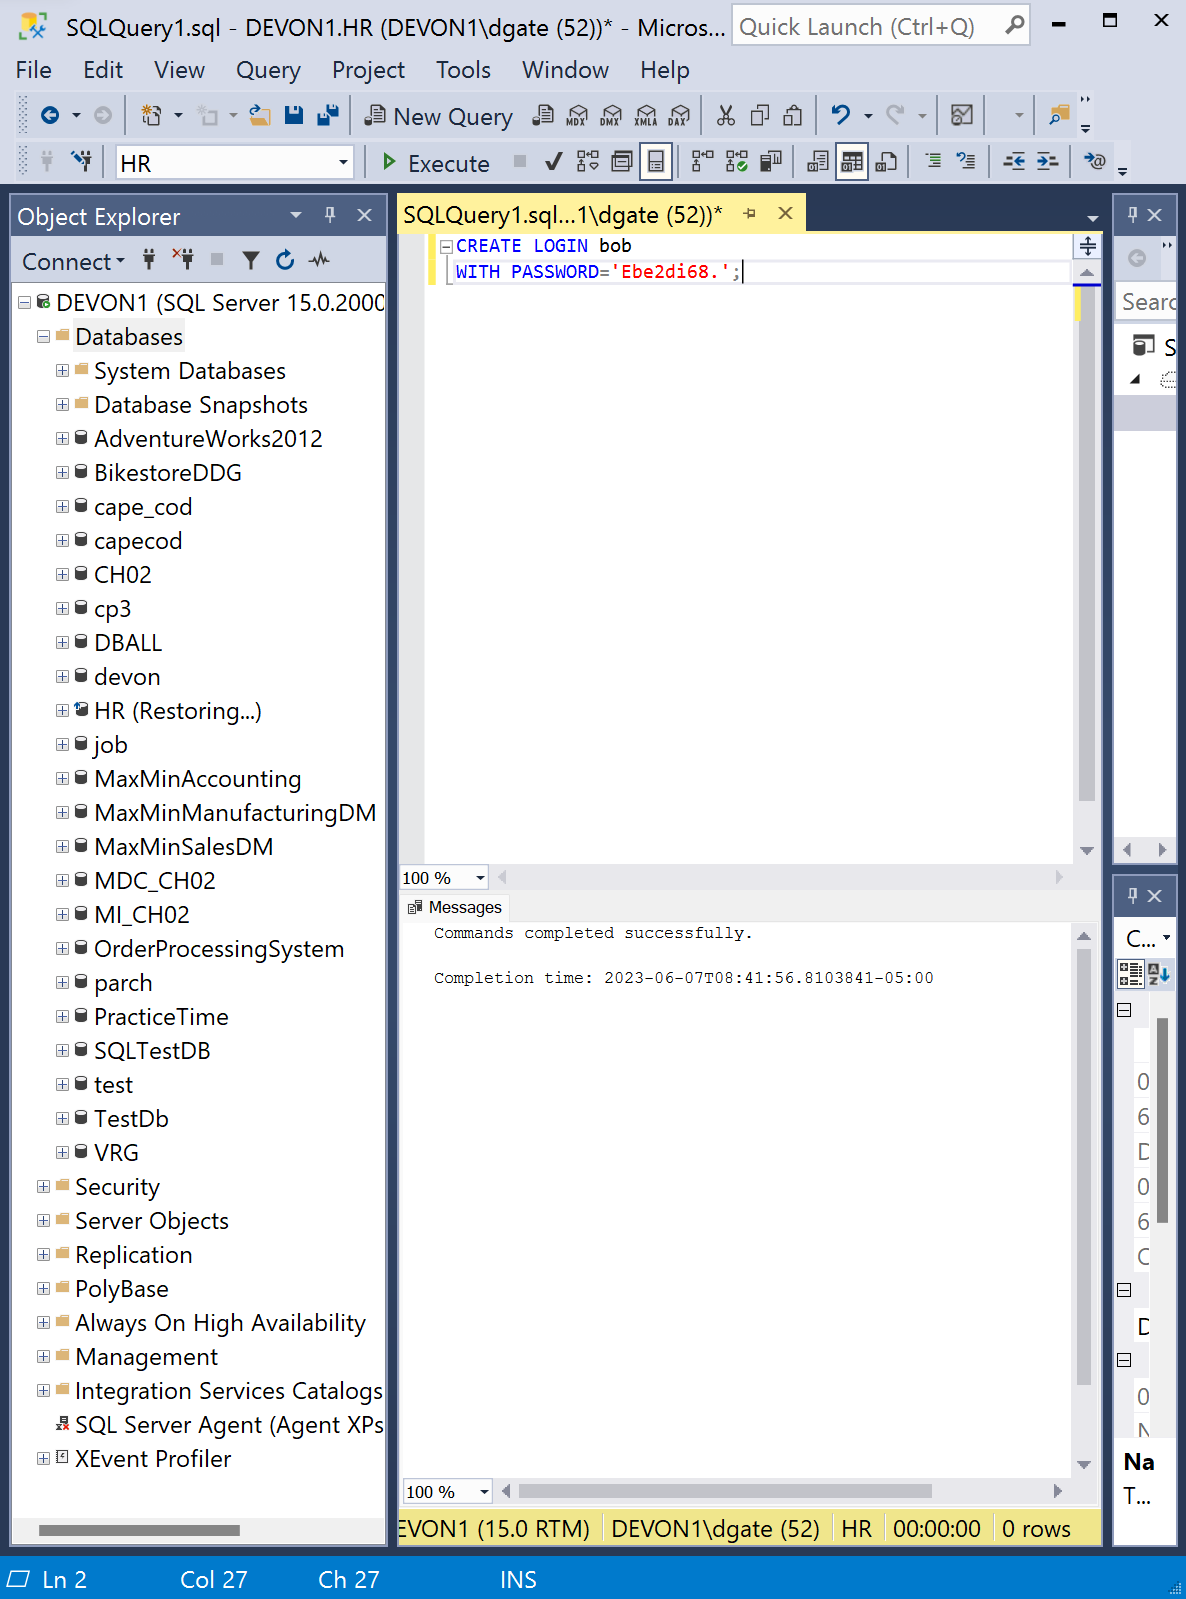 SQLQuery1.sql - DEVON1.HR (DEVON1\dgate (52))* - Micros...
Quick Launch (Ctrl+Q)
File Edit View Query Project Tools Window Help
New Query MDX DMX XMLA DAX
HR Execute
Object Explorer
Connect
DEVON1 (SQL Server 15.0.2000
Databases
System Databases
Database Snapshots
AdventureWorks2012
BikestoreDDG
cape_cod
capecod
CH02
cp3
DBALL
devon
HR (Restoring...)
job
MaxMinAccounting
MaxMinManufacturingDM
MaxMinSalesDM
MDC_CH02
MI_CH02
OrderProcessingSystem
parch
PracticeTime
SQLTestDB
test
TestDb
VRG
Security
Server Objects
Replication
PolyBase
Always On High Availability
Management
Integration Services Catalogs
SQL Server Agent (Agent XPs
XEvent Profiler
SQLQuery1.sql...1\dgate (52))*
CREATE LOGIN bob
WITH PASSWORD='Ebe2di68.';
100 %
Messages
Commands completed successfully.
Completion time: 2023-06-07T08:41:56.8103841-05:00
100 %
EVON1 (15.0 RTM) DEVON1\dgate (52) HR 00:00:00 0 rows
Searc
S
C...
0
6
D
0
6
C
D
0
N
Na
T...
Ln 2 Col 27 Ch 27 INS